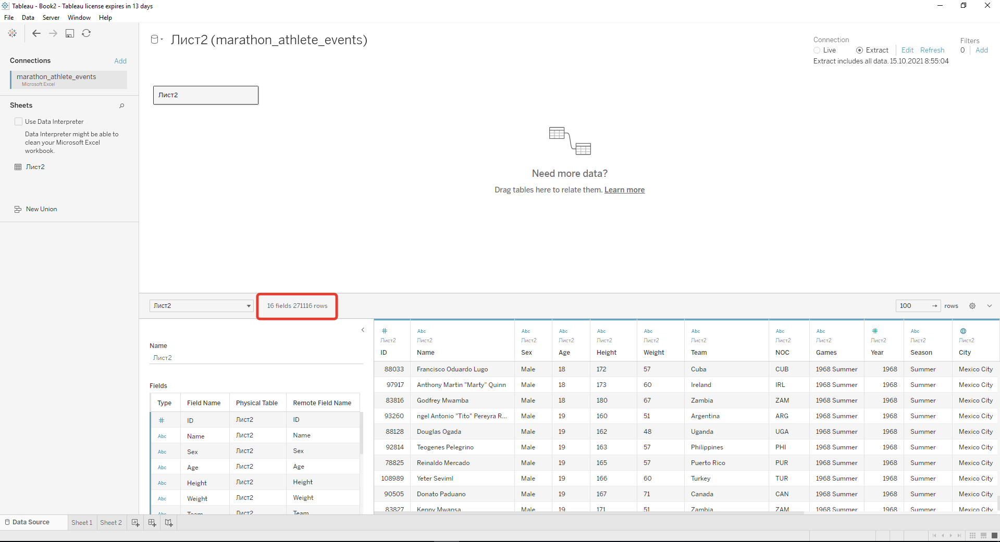 Tableau - Book2 - Tableau license expires in 13 days
File Data Server Window Help
Connections Add
marathon_athlete_events
Microsoft Excel
Sheets
Use Data Interpreter
Data Interpreter might be able to
clean your Microsoft Excel
workbook.
Лист2
New Union
Лист2 (marathon_athlete_events)
Connection
Live Extract Edit Refresh
Extract includes all data. 15.10.2021 8:55:04
Filters
0 Add
Лист2
Need more data?
Drag tables here to relate them. Learn more
Лист2 16 fields 271116 rows 100 rows
Name
Лист2
Fields
Type Field Name Physical Table Remote Field Name
ID Лист2 ID
Abc Name Лист2 Name
Abc Sex Лист2 Sex
Abc Age Лист2 Age
Abc Height Лист2 Height
Abc Weight Лист2 Weight
Abc Team Лист2 Team
# Abc Abc Abc Abc Abc Abc Abc Abc # Abc
Лист2 Лист2 Лист2 Лист2 Лист2 Лист2 Лист2 Лист2 Лист2 Лист2 Лист2 Лист2
ID Name Sex Age Height Weight Team NOC Games Year Season City
88033 Francisco Oduardo Lugo Male 18 172 57 Cuba CUB 1968 Summer 1968 Summer Mexico City
97917 Anthony Martin "Marty" Quinn Male 18 173 60 Ireland IRL 1968 Summer 1968 Summer Mexico City
83816 Godfrey Mwamba Male 18 180 67 Zambia ZAM 1968 Summer 1968 Summer Mexico City
93260 ngel Antonio "Tito" Pereyra R... Male 19 160 51 Argentina ARG 1968 Summer 1968 Summer Mexico City
88128 Douglas Ogada Male 19 162 48 Uganda UGA 1968 Summer 1968 Summer Mexico City
92814 Teogenes Pelegrino Male 19 163 57 Philippines PHI 1968 Summer 1968 Summer Mexico City
78825 Reinaldo Mercado Male 19 165 57 Puerto Rico PUR 1968 Summer 1968 Summer Mexico City
108989 Yeter Seviml Male 19 166 60 Turkey TUR 1968 Summer 1968 Summer Mexico City
90505 Donato Paduano Male 19 167 71 Canada CAN 1968 Summer 1968 Summer Mexico City
83827 Kenny Mwansa Male 19 171 51 Zambia ZAM 1968 Summer 1968 Summer Mexico City
Data Source Sheet 1 Sheet 2